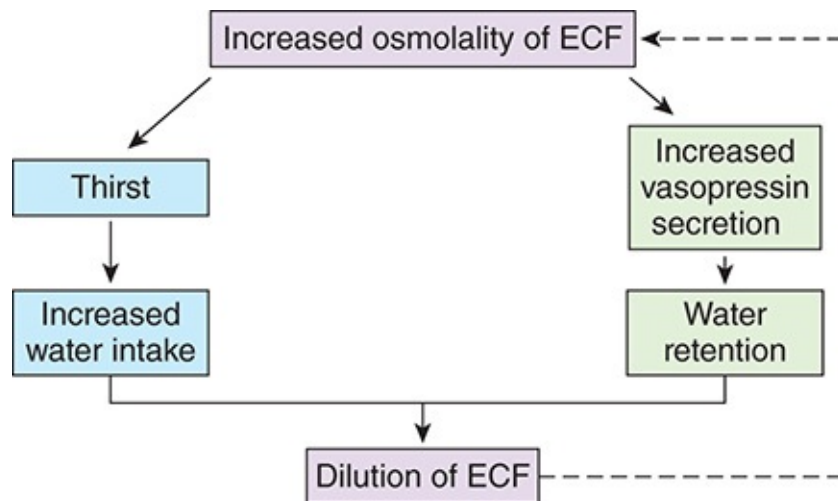 Increased osmolality of ECF
Thirst
Increased
vasopressin
secretion
Increased
water intake
Water
retention
Dilution of ECF